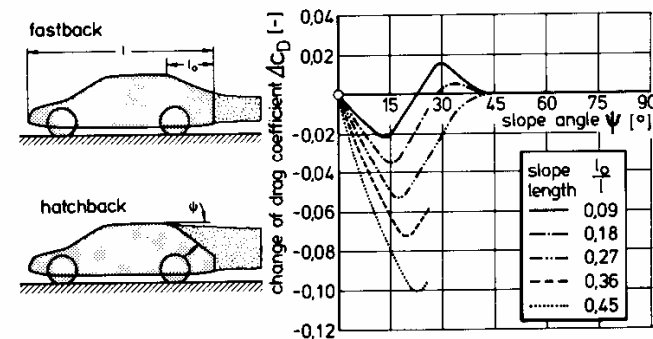 fastback
l
l₀
hatchback
ψ
change of drag coefficient ΔC_D [-]
0,04
0,02
0
-0,02
-0,04
-0,06
-0,08
-0,10
-0,12
15 30 45 60 75 90
slope angle ψ [°]
slope length l₀/l
0,09
0,18
0,27
0,36
0,45